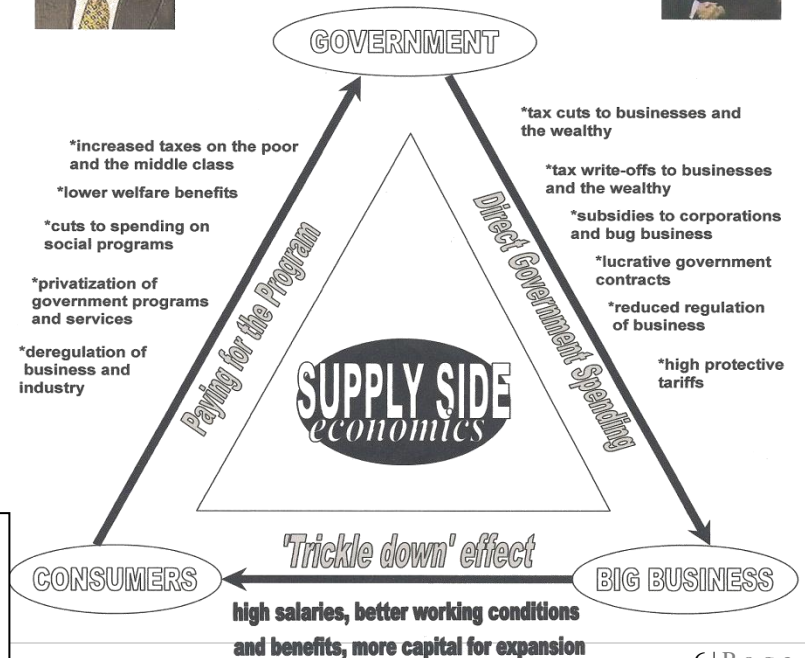 GOVERNMENT
*increased taxes on the poor
and the middle class
*lower welfare benefits
*cuts to spending on
social programs
*privatization of
government programs
and services
*deregulation of
business and
industry
Paying for the Program
*tax cuts to businesses and
the wealthy
*tax write-offs to businesses
and the wealthy
*subsidies to corporations
and bug business
*lucrative government
contracts
*reduced regulation
of business
*high protective
tariffs
Direct Government Spending
SUPPLY SIDE
economics
CONSUMERS
'Trickle down' effect
BIG BUSINESS
high salaries, better working conditions
and benefits, more capital for expansion